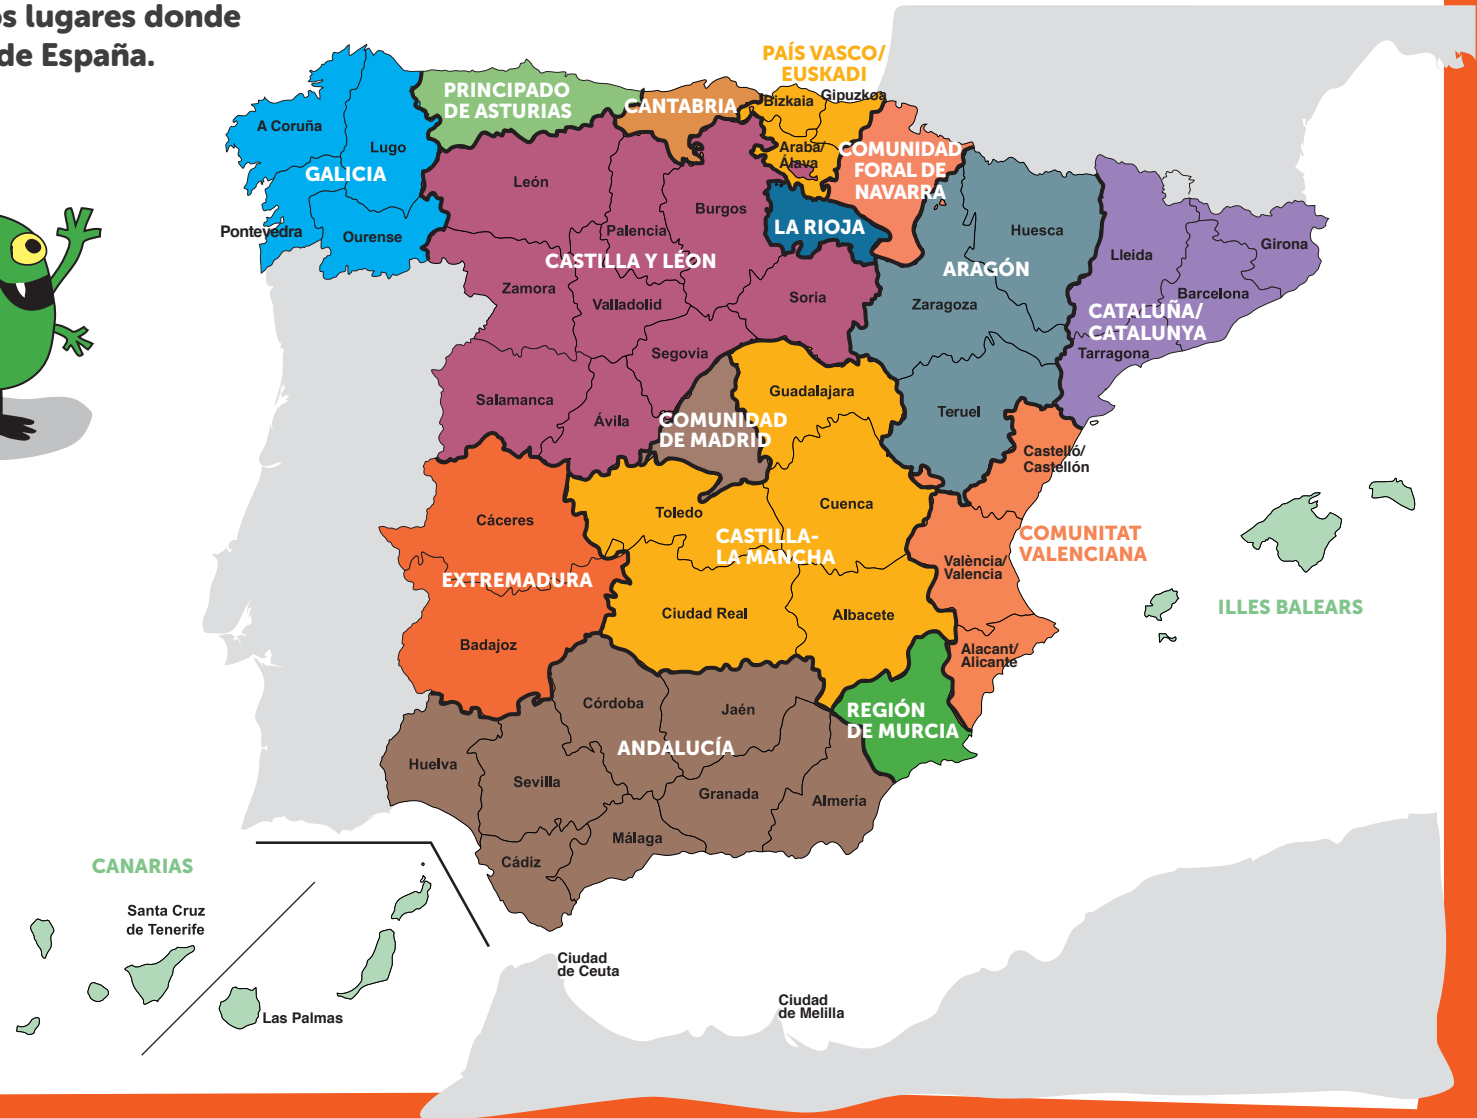 os lugares donde
de España.
PAÍS VASCO/
EUSKADI
PRINCIPADO
DE ASTURIAS
CANTABRIA
Bizkaia
Gipuzkoa
A Coruña
Lugo
GALICIA
Pontevedra
Ourense
Araba/
Álava
COMUNIDAD
FORAL DE
NAVARRA
León
Burgos
Palencia
LA RIOJA
CASTILLA Y LÉON
Zamora
Valladolid
Soria
Segovia
Salamanca
Ávila
Huesca
ARAGÓN
Zaragoza
Teruel
Lleida
Girona
Barcelona
CATALUÑA/
CATALUNYA
Tarragona
COMUNIDAD
DE MADRID
Guadalajara
Toledo
Cuenca
CASTILLA-
LA MANCHA
Ciudad Real
Albacete
Cáceres
EXTREMADURA
Badajoz
Castelló/
Castellón
COMUNITAT
VALENCIANA
València/
Valencia
Alacant/
Alicante
ILLES BALEARS
REGIÓN
DE MURCIA
Córdoba
Jaén
ANDALUCÍA
Huelva
Sevilla
Granada
Almería
Málaga
Cádiz
CANARIAS
Santa Cruz
de Tenerife
Las Palmas
Ciudad
de Ceuta
Ciudad
de Melilla